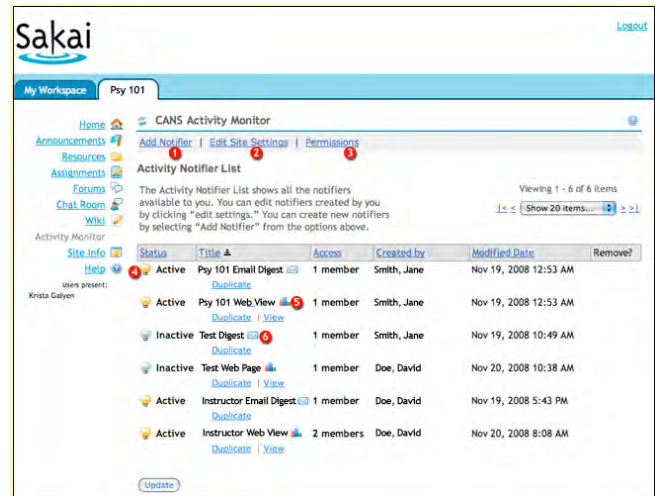 Sakai
Logout
My Workspace
Psy 101
Home
Announcements
Resources
Assignments
Forums
Chat Room
Wiki
Activity Monitor
Site Info
Help
Users present:
Krista Galyen
CANS Activity Monitor
Add Notifier | Edit Site Settings | Permissions
1 2 3
Activity Notifier List
The Activity Notifier List shows all the notifiers
available to you. You can edit notifiers created by you
by clicking "edit settings." You can create new notifiers
by selecting "Add Notifier" from the options above.
Viewing 1 - 6 of 6 items
|< < Show 20 items... > >|
Status Title Access Created by Modified Date Remove?
4 Active Psy 101 Email Digest 1 member Smith, Jane Nov 19, 2008 12:53 AM
Duplicate
Active Psy 101 Web View 5 1 member Smith, Jane Nov 19, 2008 12:53 AM
Duplicate | View
Inactive Test Digest 6 1 member Smith, Jane Nov 19, 2008 10:49 AM
Duplicate
Inactive Test Web Page 1 member Doe, David Nov 20, 2008 10:38 AM
Duplicate | View
Active Instructor Email Digest 1 member Doe, David Nov 19, 2008 5:43 PM
Duplicate
Active Instructor Web View 2 members Doe, David Nov 20, 2008 8:08 AM
Duplicate | View
Update